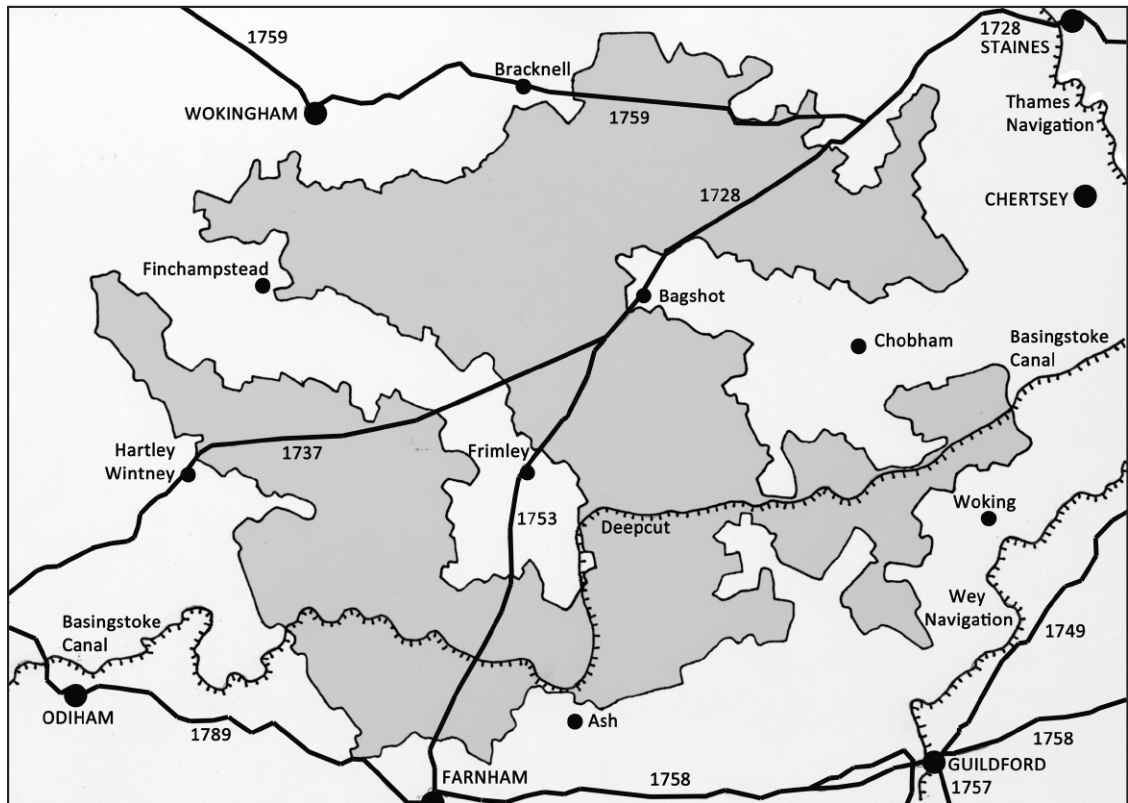 1759
1728
STAINES
Bracknell
Thames
Navigation
WOKINGHAM
1759
1728
CHERTSEY
Finchampstead
Bagshot
Chobham
Basingstoke
Canal
Hartley
Wintney
1737
Frimley
1753
Deepcut
Woking
Wey
Navigation
1749
Basingstoke
Canal
ODIHAM
1789
Ash
FARNHAM
1758
1758
GUILDFORD
1757